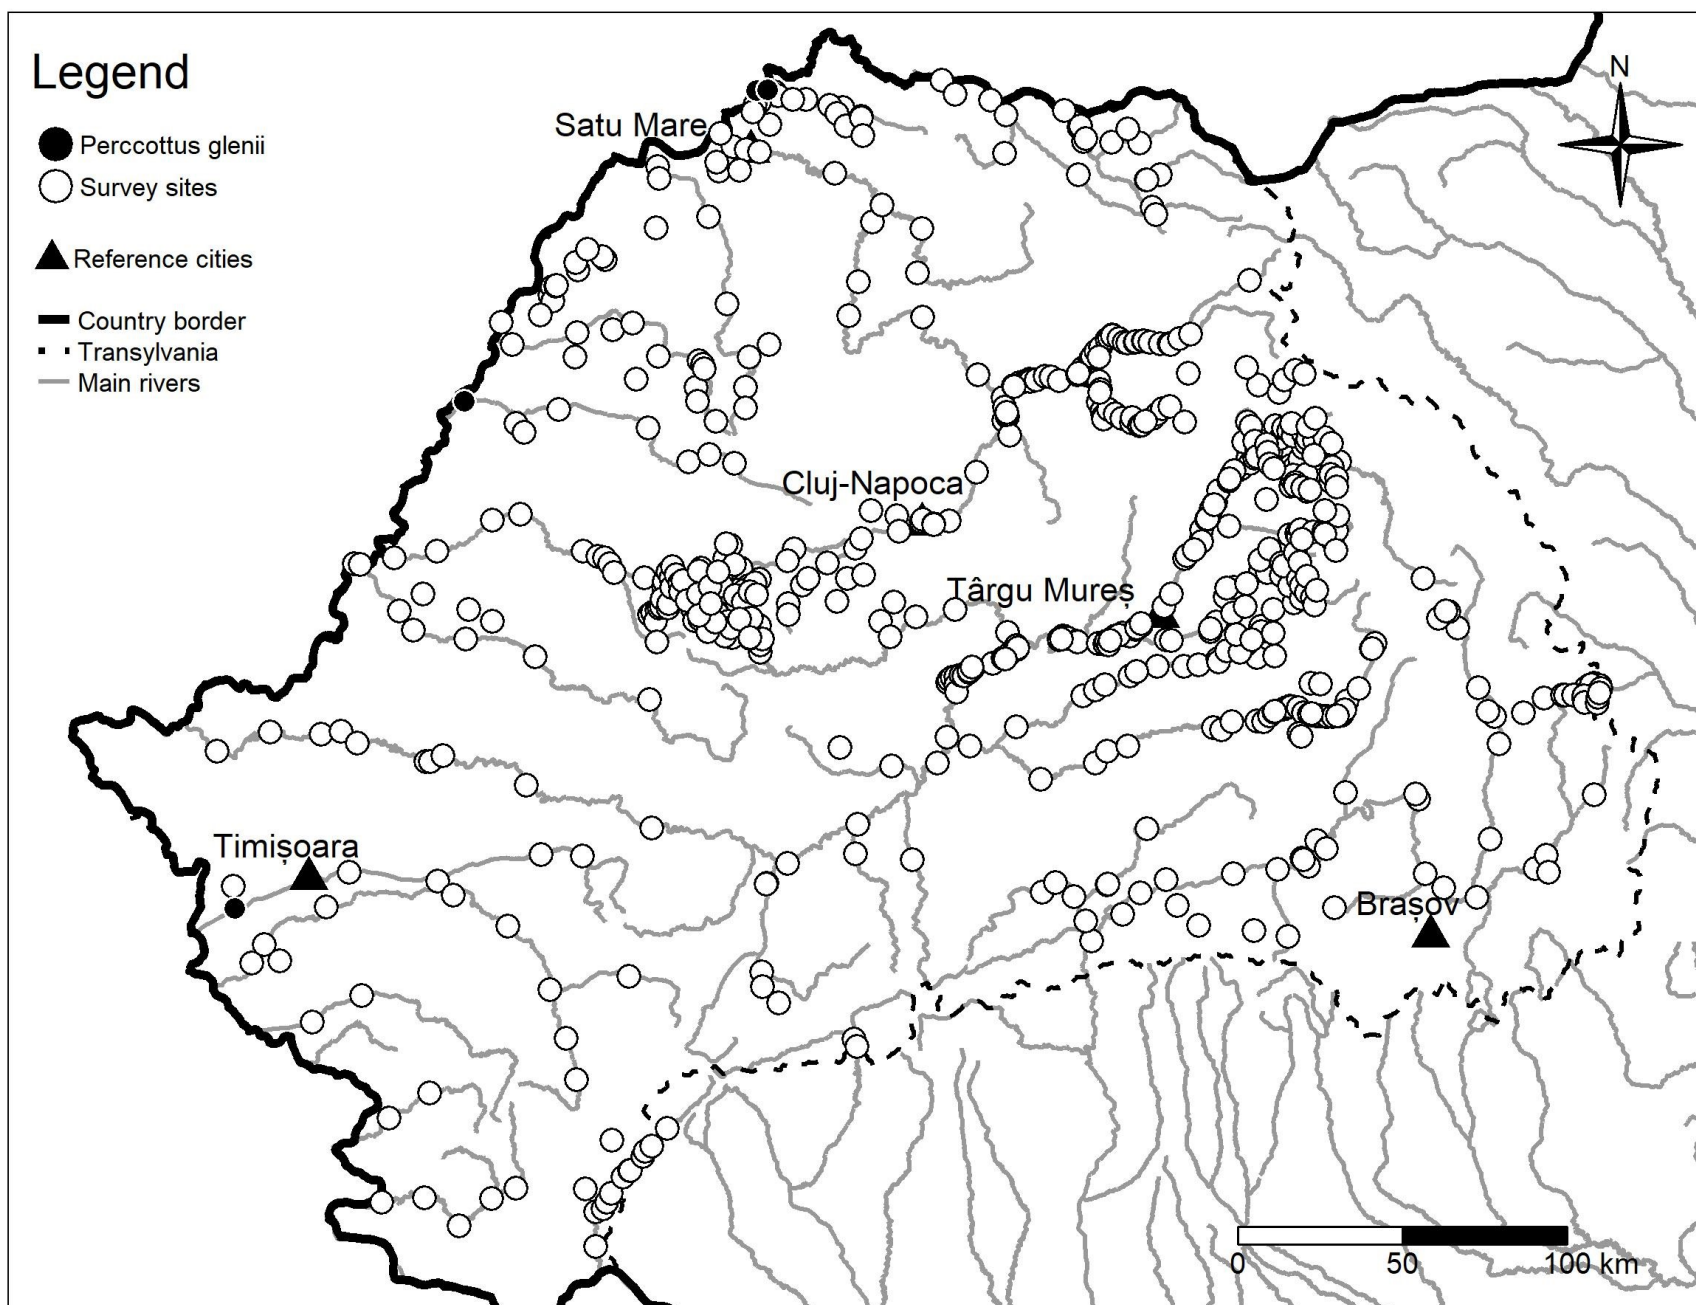 Legend
Perccottus glenii
Survey sites
Reference cities
Country border
Transylvania
Main rivers
N
Satu Mare
Cluj-Napoca
Târgu Mureș
Timișoara
Brașov
0 50 100 km